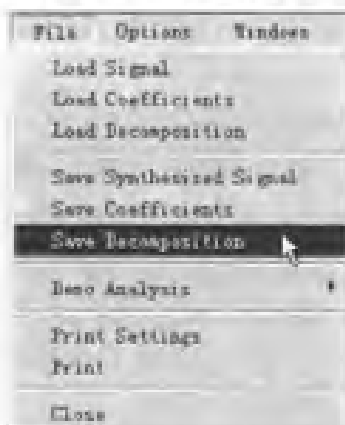 File Options Windows
Load Signal
Load Coefficients
Load Decomposition
Save Synthesized Signal
Save Coefficients
Save Decomposition
Demo Analysis
Print Settings
Print
Close